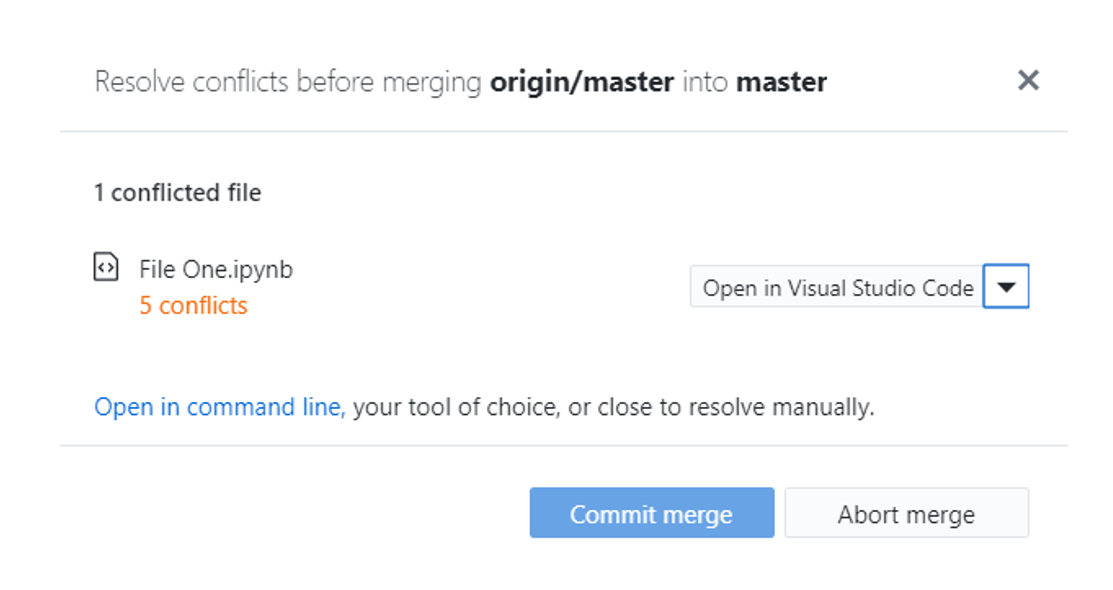 Resolve conflicts before merging origin/master into master
1 conflicted file
File One.ipynb
5 conflicts
Open in Visual Studio Code
Open in command line, your tool of choice, or close to resolve manually.
Commit merge
Abort merge